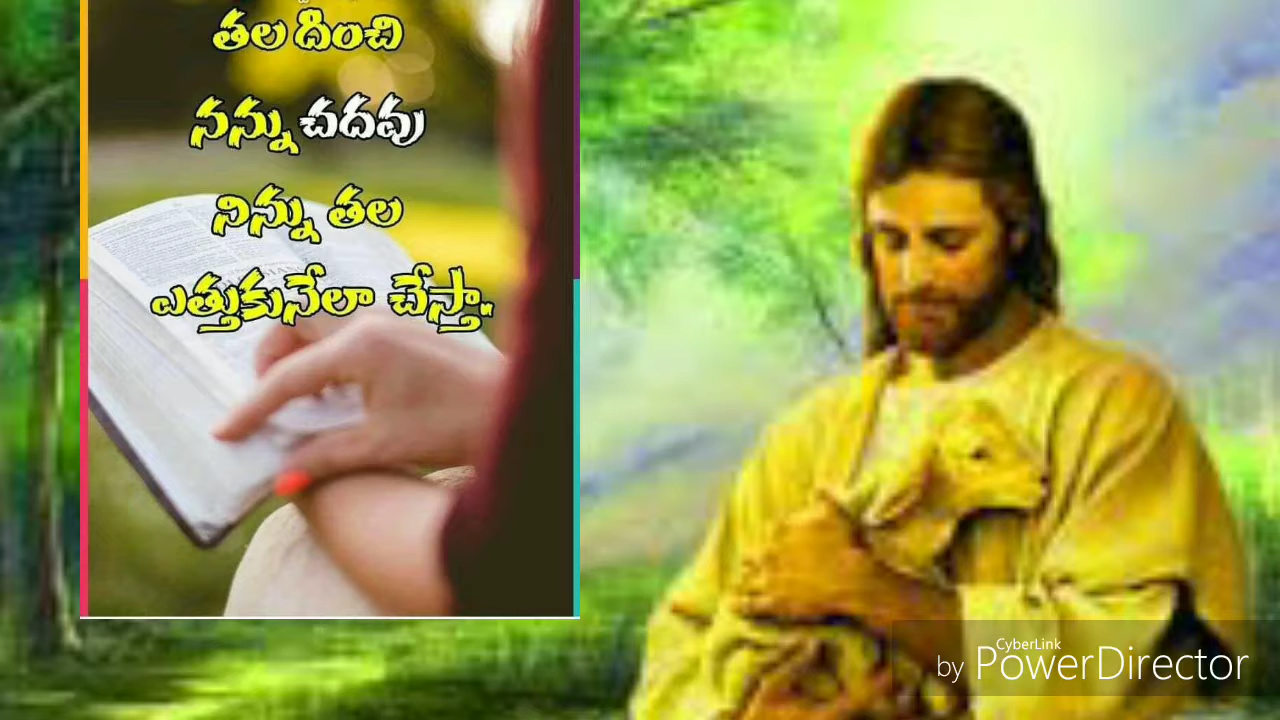 తల దించి
నన్ను చదవు
నిన్ను తల
ఎత్తుకునేలా చేస్తా.
by CyberLink PowerDirector